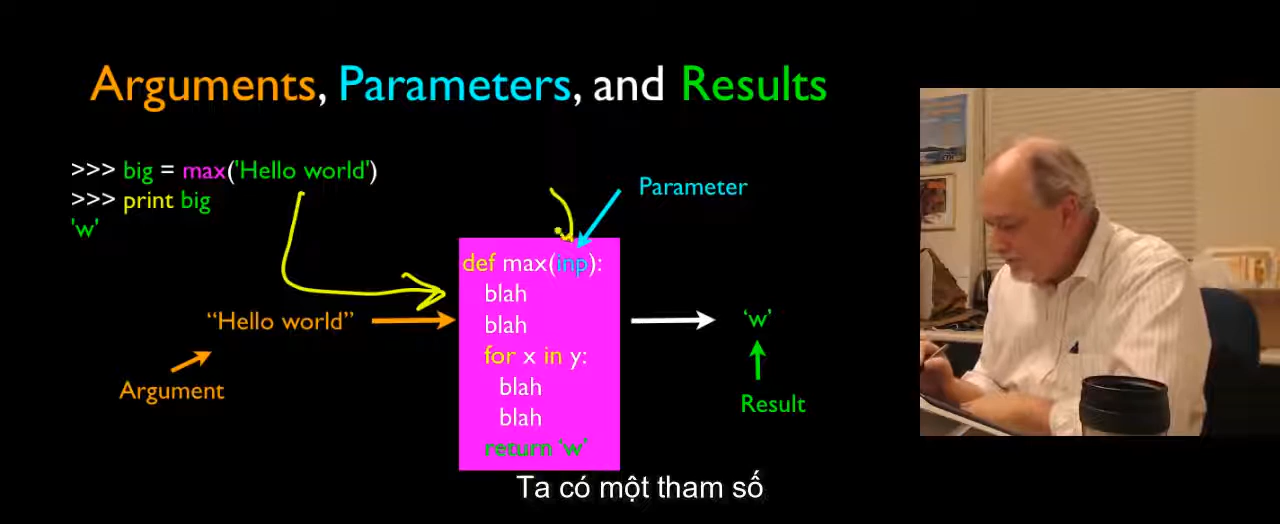 Arguments, Parameters, and Results
>>> big = max('Hello world')
>>> print big
'w'
Parameter
def max(inp):
blah
blah
for x in y:
blah
blah
return 'w'
“Hello world”
Argument
‘w’
Result
Ta có một tham số